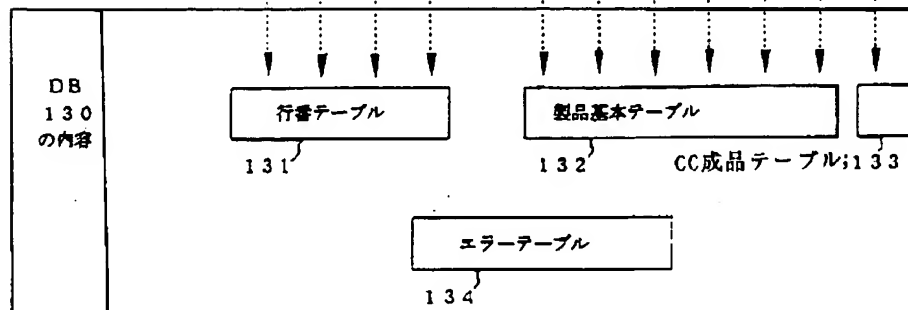 DB
130
の内容
行番テーブル
131
製品基本テーブル
132
CC成品テーブル;133
エラーテーブル
134